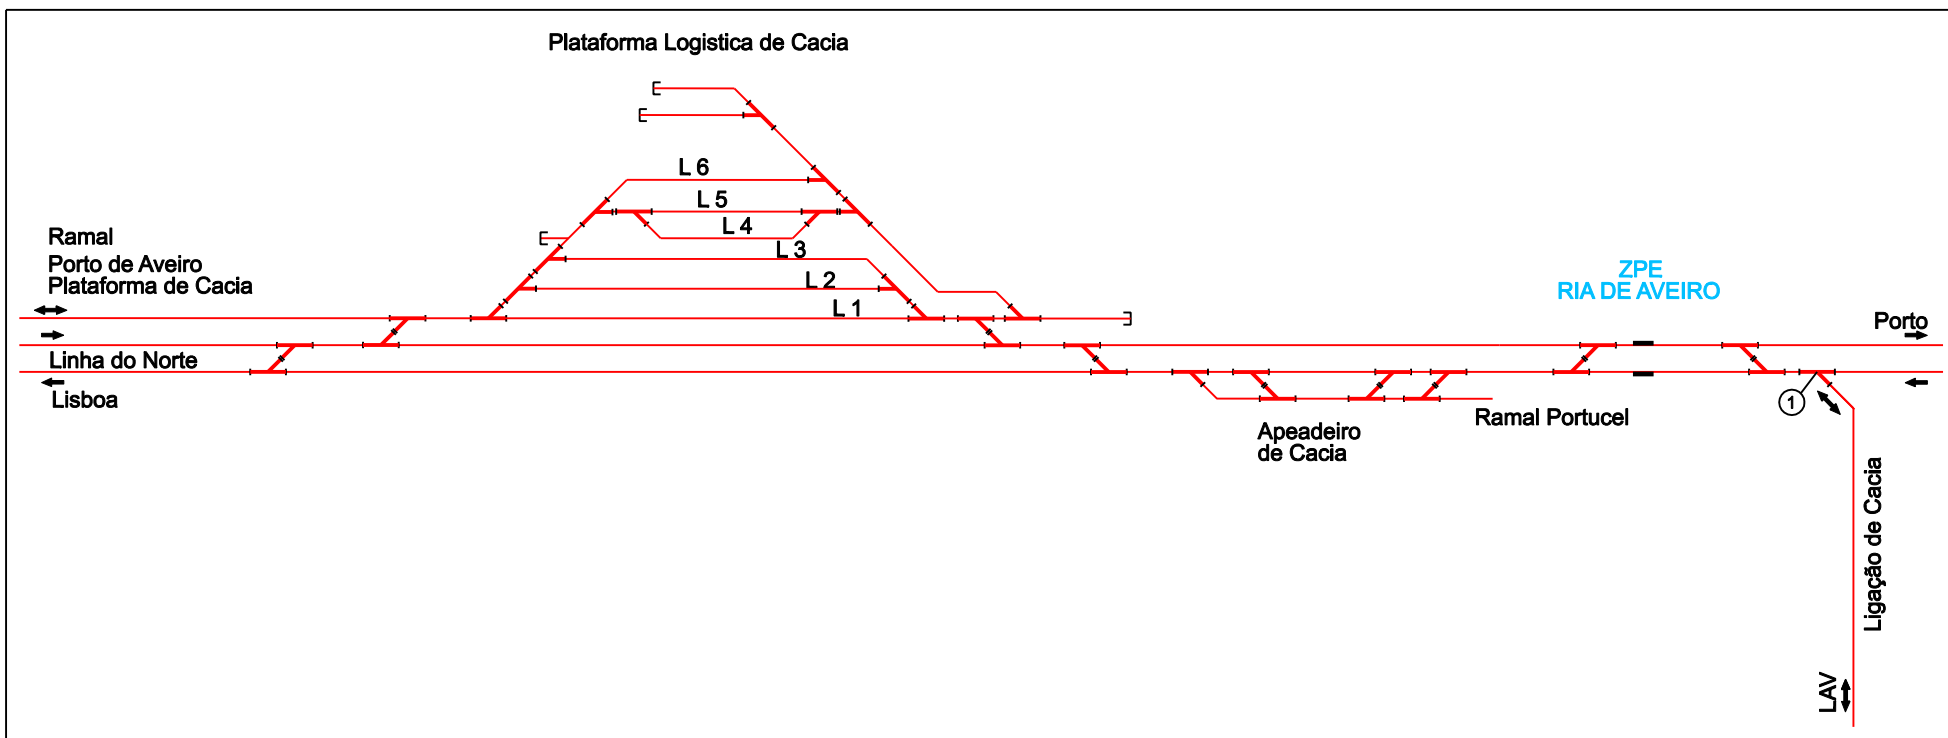 Plataforma Logistica de Cacia
L 6
L 5
L 4
L 3
L 2
L 1
Ramal
Porto de Aveiro
Plataforma de Cacia
Linha do Norte
Lisboa
ZPE
RIA DE AVEIRO
Porto
1
Apeadeiro
de Cacia
Ramal Portucel
Ligação de Cacia
LAV